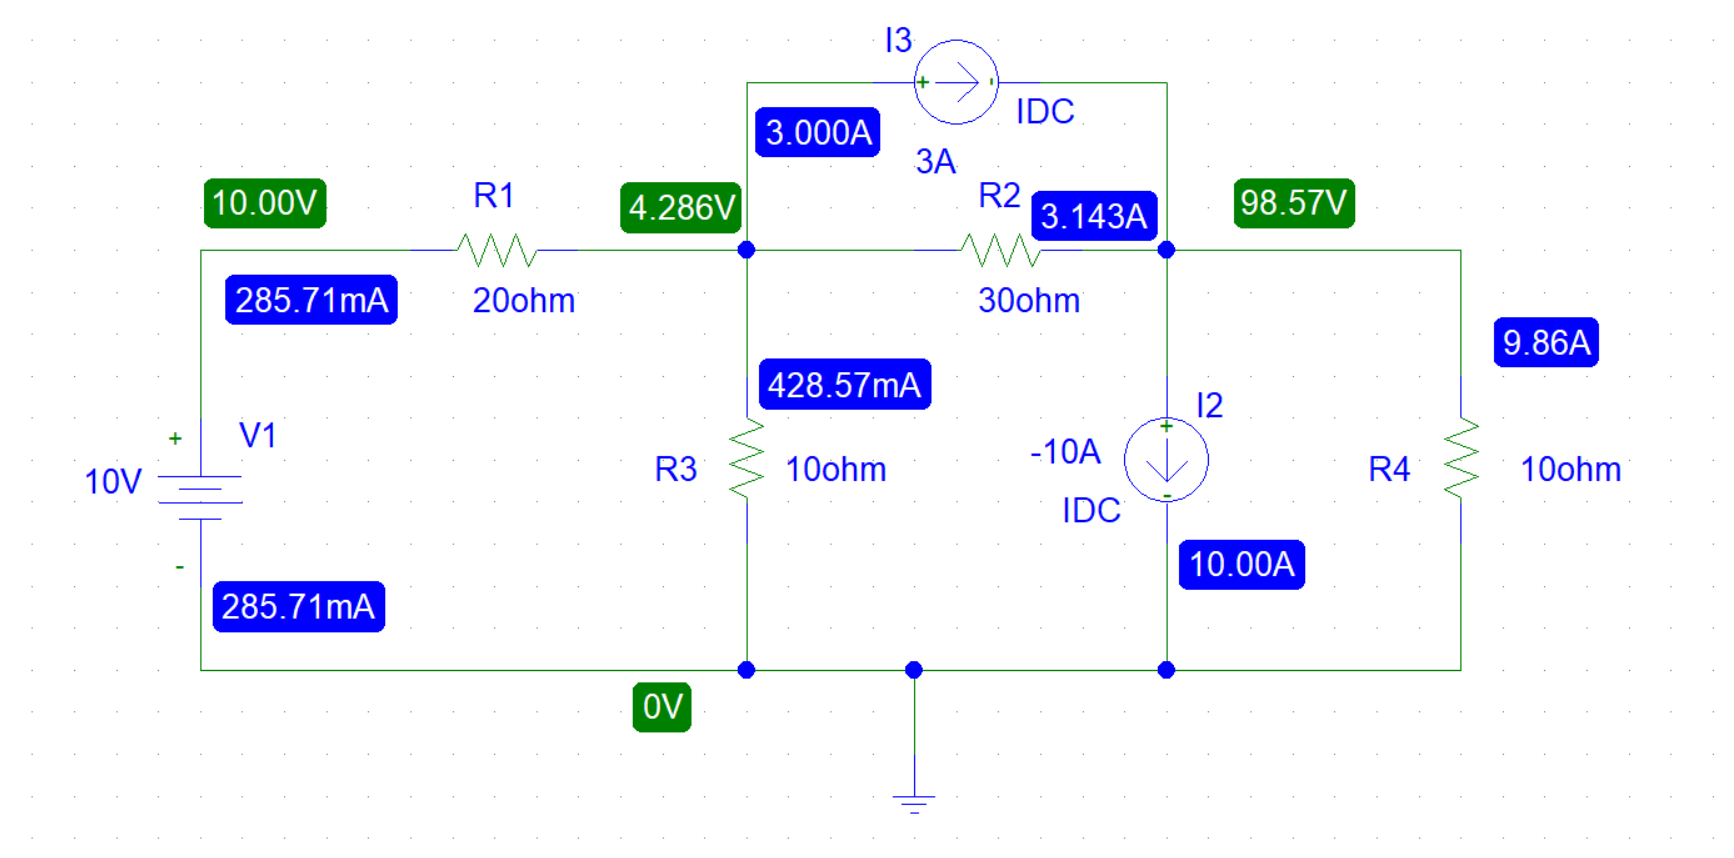 I3
+
-
IDC
3.000A
3A
10.00V
R1
4.286V
R2
3.143A
98.57V
285.71mA
20ohm
30ohm
9.86A
428.57mA
I2
+
V1
+
-10A
10V
R3
10ohm
R4
10ohm
-
IDC
-
10.00A
285.71mA
0V